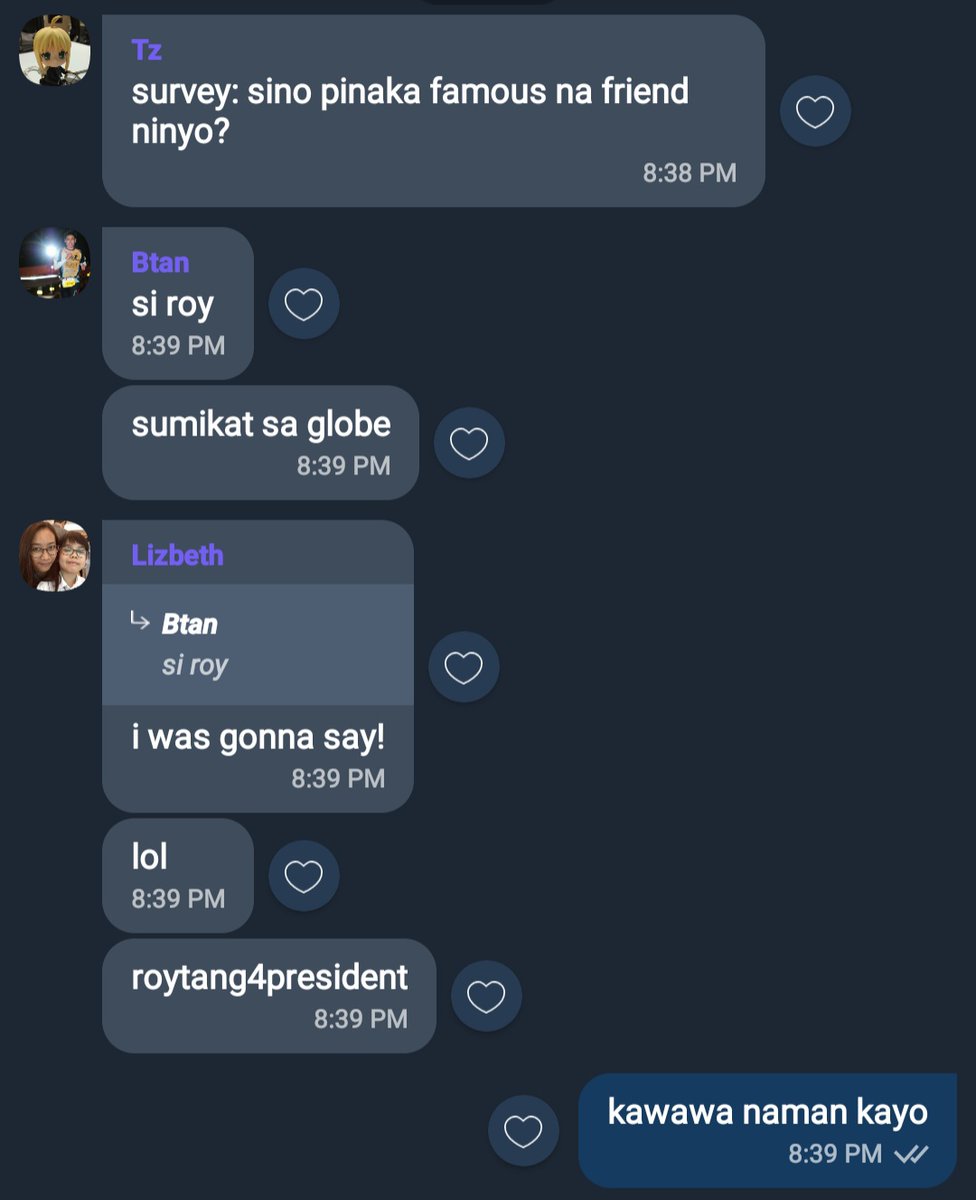 Tz
survey: sino pinaka famous na friend
ninyo?
8:38 PM
Btan
si roy
8:39 PM
sumikat sa globe
8:39 PM
Lizbeth
Btan
si roy
i was gonna say!
8:39 PM
lol
8:39 PM
roytang4president
8:39 PM
kawawa naman kayo
8:39 PM